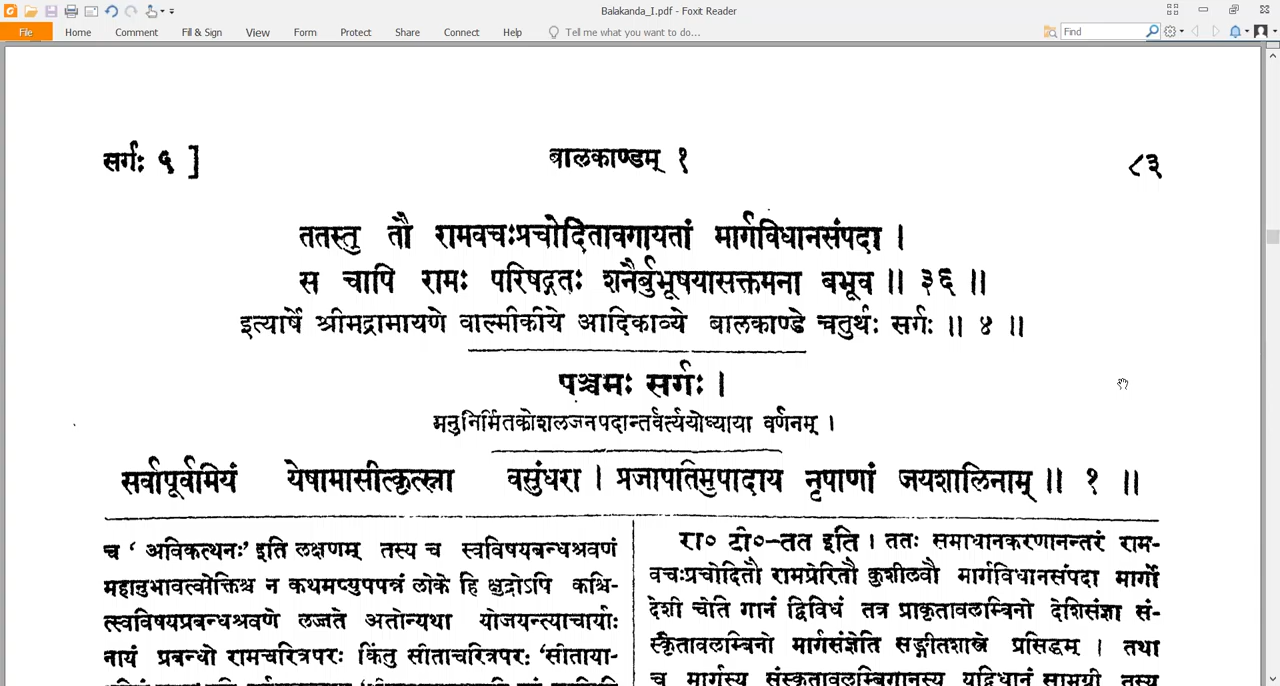 Balakanda_I.pdf - Foxit Reader
File Home Comment Fill & Sign View Form Protect Share Connect Help Tell me what you want to do... Find
सर्गः ५ ] बालकाण्डम् १ ८३
ततस्तु तौ रामवचःप्रचोदितावगायतां मार्गविधानसंपदा ।
स चापि रामः परिषद्गतः शनैर्बुभूषयासक्तमना बभूव ॥ ३६ ॥
इत्यार्षे श्रीमद्रामायणे वाल्मीकीये आदिकाव्ये बालकाण्डे चतुर्थः सर्गः ॥ ४ ॥
पञ्चमः सर्गः ।
मनुनिर्मितकोशलजनपदान्तर्वर्त्ययोध्याया वर्णनम् ।
सर्वापूर्वमियं येषामासीत्कृत्स्ना वसुंधरा । प्रजापतिमुपादाय नृपाणां जयशालिनाम् ॥ १ ॥
च ‘ अविकत्थनः’ इति लक्षणम् तस्य च स्वविषयबन्धश्रवणं
महानुभावत्वोक्तिश्च न कथमप्युपपन्नं लोके हि क्षुद्रोऽपि कश्चि-
त्स्वविषयप्रबन्धश्रवणे लज्जते अतोन्यथा योजयन्त्याचार्याः
नायं प्रबन्धो रामचरित्रपरः किंतु सीताचरित्रपरः ‘सीताया-
रा० टी०–तत इति । ततः समाधानकरणानन्तरं राम-
वचःप्रचोदितौ रामप्रेरितौ कुशीलवौ मार्गविधानसंपदा मार्गो
देशी चेति गानं द्विविधं तत्र प्राकृतावलम्बिनो देशिसंज्ञा सं-
स्कृतावलम्बिनो मार्गसंज्ञेति सङ्गीतशास्त्रे प्रसिद्धम् । तथा
च मार्गस्य संस्कृतावलम्बिगानस्य यद्विधानं सामग्री तस्य